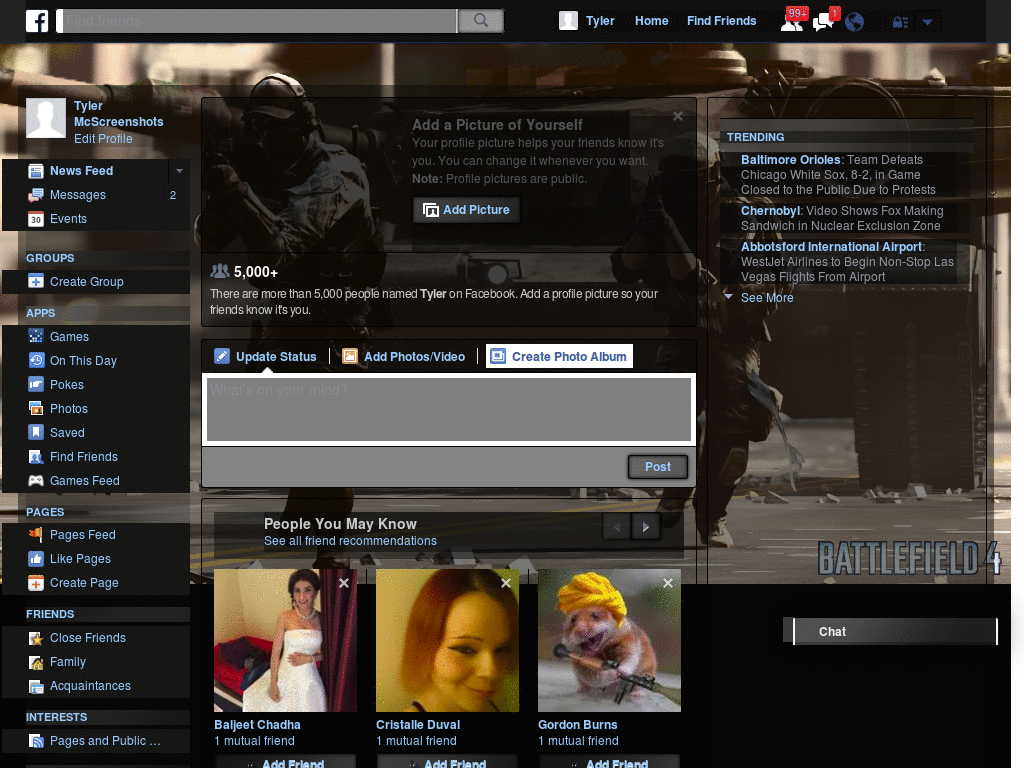 Find friends
Tyler
Home
Find Friends
99+
1
Tyler
McScreenshots
Edit Profile
News Feed
Messages 2
30 Events
GROUPS
Create Group
APPS
Games
On This Day
Pokes
Photos
Saved
Find Friends
Games Feed
PAGES
Pages Feed
Like Pages
Create Page
FRIENDS
Close Friends
Family
Acquaintances
INTERESTS
Pages and Public ...
Add a Picture of Yourself
Your profile picture helps your friends know it's
you. You can change it whenever you want.
Note: Profile pictures are public.
Add Picture
5,000+
There are more than 5,000 people named Tyler on Facebook. Add a profile picture so your
friends know it's you.
Update Status
Add Photos/Video
Create Photo Album
What's on your mind?
Post
People You May Know
See all friend recommendations
Baljeet Chadha
1 mutual friend
Add Friend
Cristalle Duval
1 mutual friend
Add Friend
Gordon Burns
1 mutual friend
Add Friend
TRENDING
Baltimore Orioles: Team Defeats
Chicago White Sox, 8-2, in Game
Closed to the Public Due to Protests
Chernobyl: Video Shows Fox Making
Sandwich in Nuclear Exclusion Zone
Abbotsford International Airport:
WestJet Airlines to Begin Non-Stop Las
Vegas Flights From Airport
See More
BATTLEFIELD 4
Chat